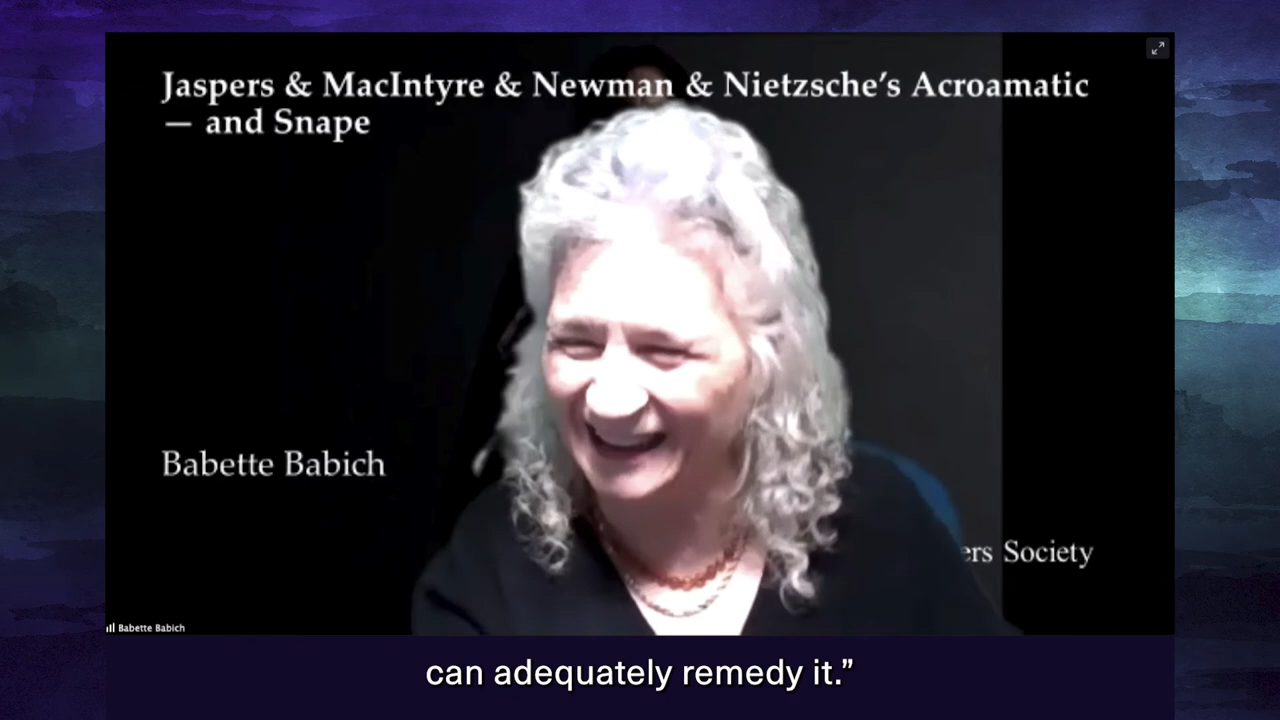 Jaspers & MacIntyre & Newman & Nietzsche’s Acroamatic
— and Snape
Babette Babich
ers Society
Babette Babich
can adequately remedy it.”